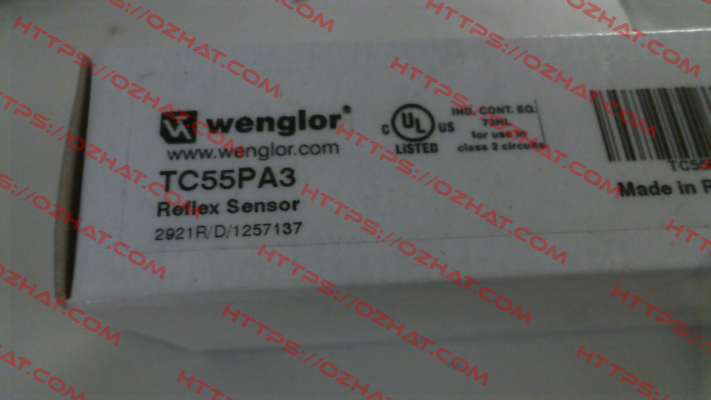 wenglor®
www.wenglor.com
TC55PA3
Reflex Sensor
2921R/D/1257137
C UL US
LISTED
IND. CONT. EQ.
72HL
for use in
class 2 circuits
Made in
HTTPS://OZHAT.COM